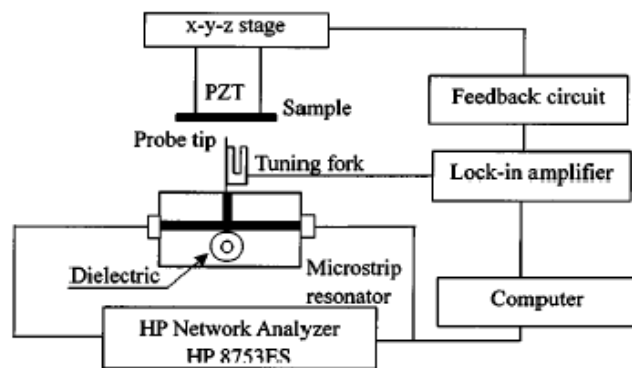 x-y-z stage
PZT
Sample
Feedback circuit
Probe tip
Tuning fork
Lock-in amplifier
Dielectric
Microstrip
resonator
Computer
HP Network Analyzer
HP 8753ES